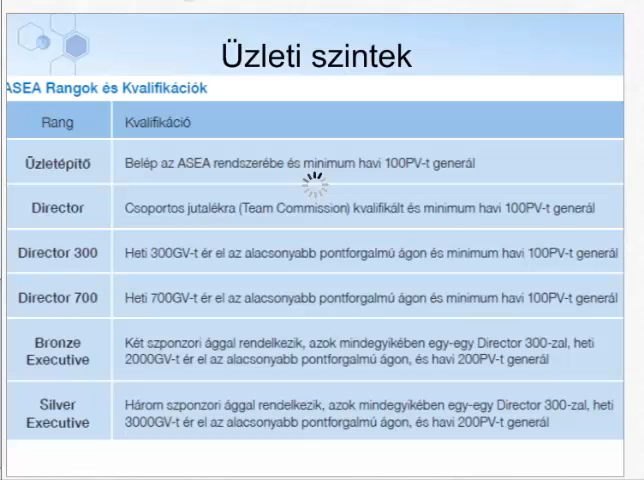 Üzleti szintek
ASEA Rangok és Kvalifikációk
Rang Kvalifikáció
Üzletépítő Belép az ASEA rendszerébe és minimum havi 100PV-t generál
Director Csoportos jutalékra (Team Commission) kvalifikált és minimum havi 100PV-t generál
Director 300 Heti 300GV-t ér el az alacsonyabb pontforgalmú ágon és minimum havi 100PV-t generál
Director 700 Heti 700GV-t ér el az alacsonyabb pontforgalmú ágon és minimum havi 100PV-t generál
Bronze Executive Két szponzori ággal rendelkezik, azok mindegyikében egy-egy Director 300-zal, heti
2000GV-t ér el az alacsonyabb pontforgalmú ágon, és havi 200PV-t generál
Silver Executive Három szponzori ággal rendelkezik, azok mindegyikében egy-egy Director 300-zal, heti
3000GV-t ér el az alacsonyabb pontforgalmú ágon, és havi 200PV-t generál